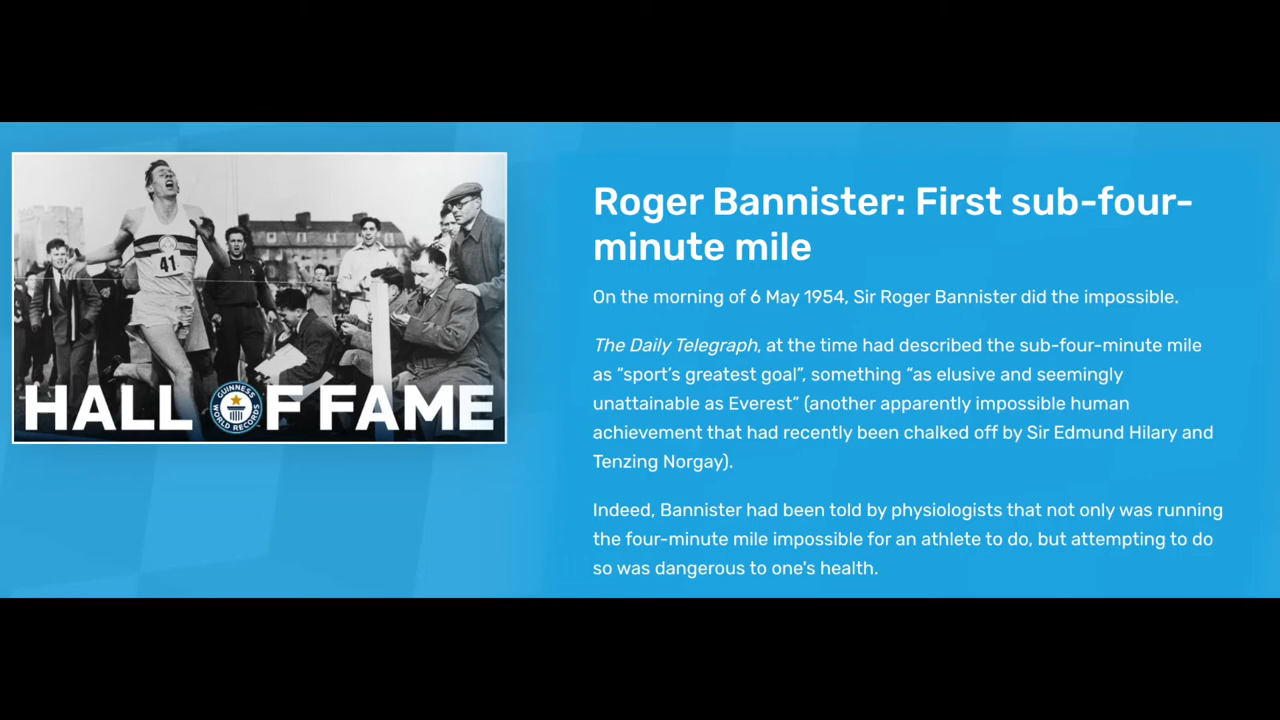 41
HALL OF FAME
GUINNESS
WORLD RECORDS
Roger Bannister: First sub-four-
minute mile
On the morning of 6 May 1954, Sir Roger Bannister did the impossible.
The Daily Telegraph, at the time had described the sub-four-minute mile
as “sport’s greatest goal”, something “as elusive and seemingly
unattainable as Everest” (another apparently impossible human
achievement that had recently been chalked off by Sir Edmund Hilary and
Tenzing Norgay).
Indeed, Bannister had been told by physiologists that not only was running
the four-minute mile impossible for an athlete to do, but attempting to do
so was dangerous to one's health.